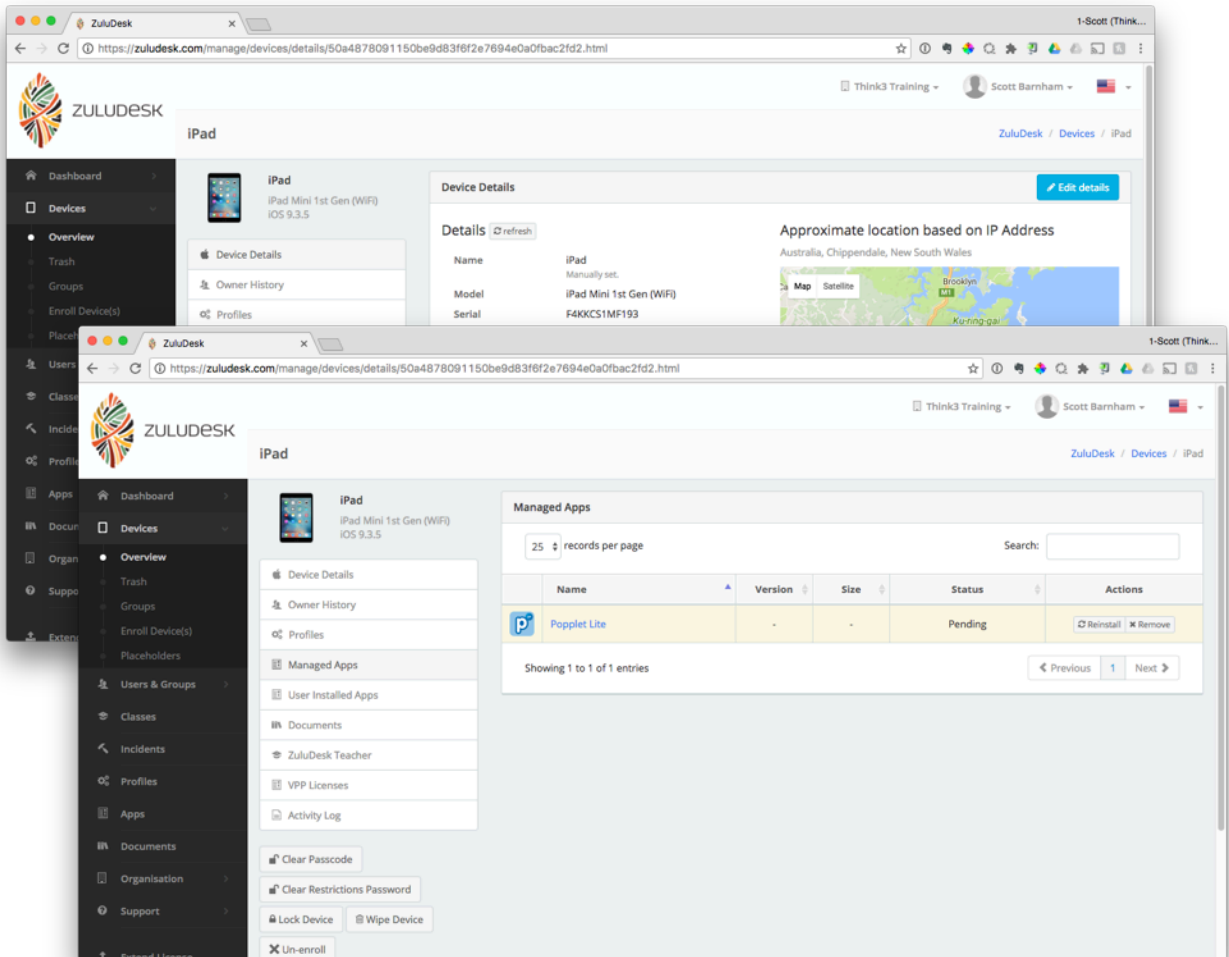 ZuluDesk
1-Scott (Think...
https://zuludesk.com/manage/devices/details/50a4878091150be9d83f6f2e7694e0a0fbac2fd2.html
ZULUDESK
Think3 Training
Scott Barnham
iPad
ZuluDesk / Devices / iPad
Dashboard
Devices
Overview
Trash
Groups
Enroll Device(s)
Users
iPad
iPad Mini 1st Gen (WiFi)
iOS 9.3.5
Device Details
Owner History
Profiles
Device Details
Edit details
Details
refresh
Name iPad
Manually set.
Model iPad Mini 1st Gen (WiFi)
Serial F4KKCS1MF193
Approximate location based on IP Address
Australia, Chippendale, New South Wales
Map Satellite
Brooklyn
M1
Ku-ring-gai
Apps
ZuluDesk
1-Scott (Think...
https://zuludesk.com/manage/devices/details/50a4878091150be9d83f6f2e7694e0a0fbac2fd2.html
ZULUDESK
Think3 Training
Scott Barnham
iPad
ZuluDesk / Devices / iPad
Dashboard
Devices
Overview
Trash
Groups
Enroll Device(s)
Placeholders
Users & Groups
Classes
Incidents
Profiles
Apps
Documents
Organisation
Support
Extend Licence
iPad
iPad Mini 1st Gen (WiFi)
iOS 9.3.5
Device Details
Owner History
Profiles
Managed Apps
User Installed Apps
Documents
ZuluDesk Teacher
VPP Licenses
Activity Log
Clear Passcode
Clear Restrictions Password
Lock Device
Wipe Device
Un-enroll
Managed Apps
25 records per page
Search:
Name Version Size Status Actions
Popplet Lite - - Pending Reinstall Remove
Showing 1 to 1 of 1 entries
Previous 1 Next